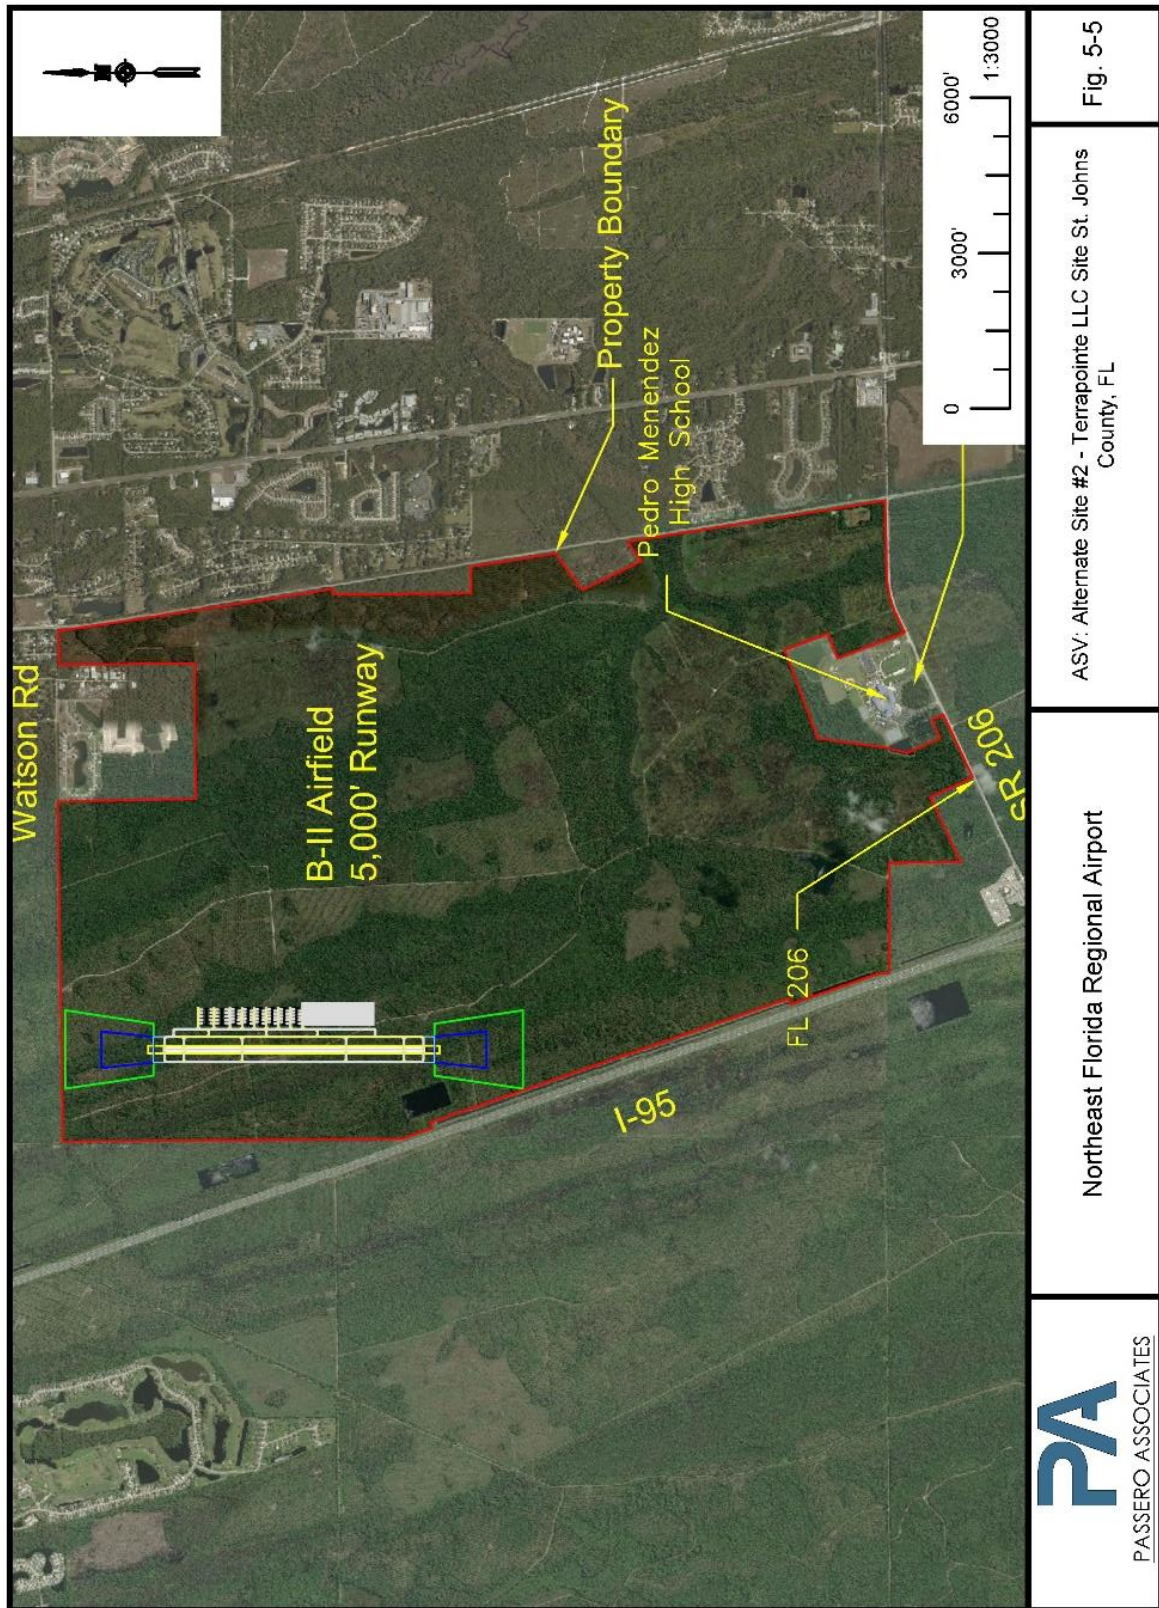 Watson Rd
B-II Airfield
5,000' Runway
Property Boundary
Pedro Menendez
High School
I-95
FL 206
SR 206
N
0
3000'
6000'
1:3000
PA
PASSERO ASSOCIATES
Northeast Florida Regional Airport
ASV: Alternate Site #2 - Terrapointe LLC Site St. Johns
County, FL
Fig. 5-5